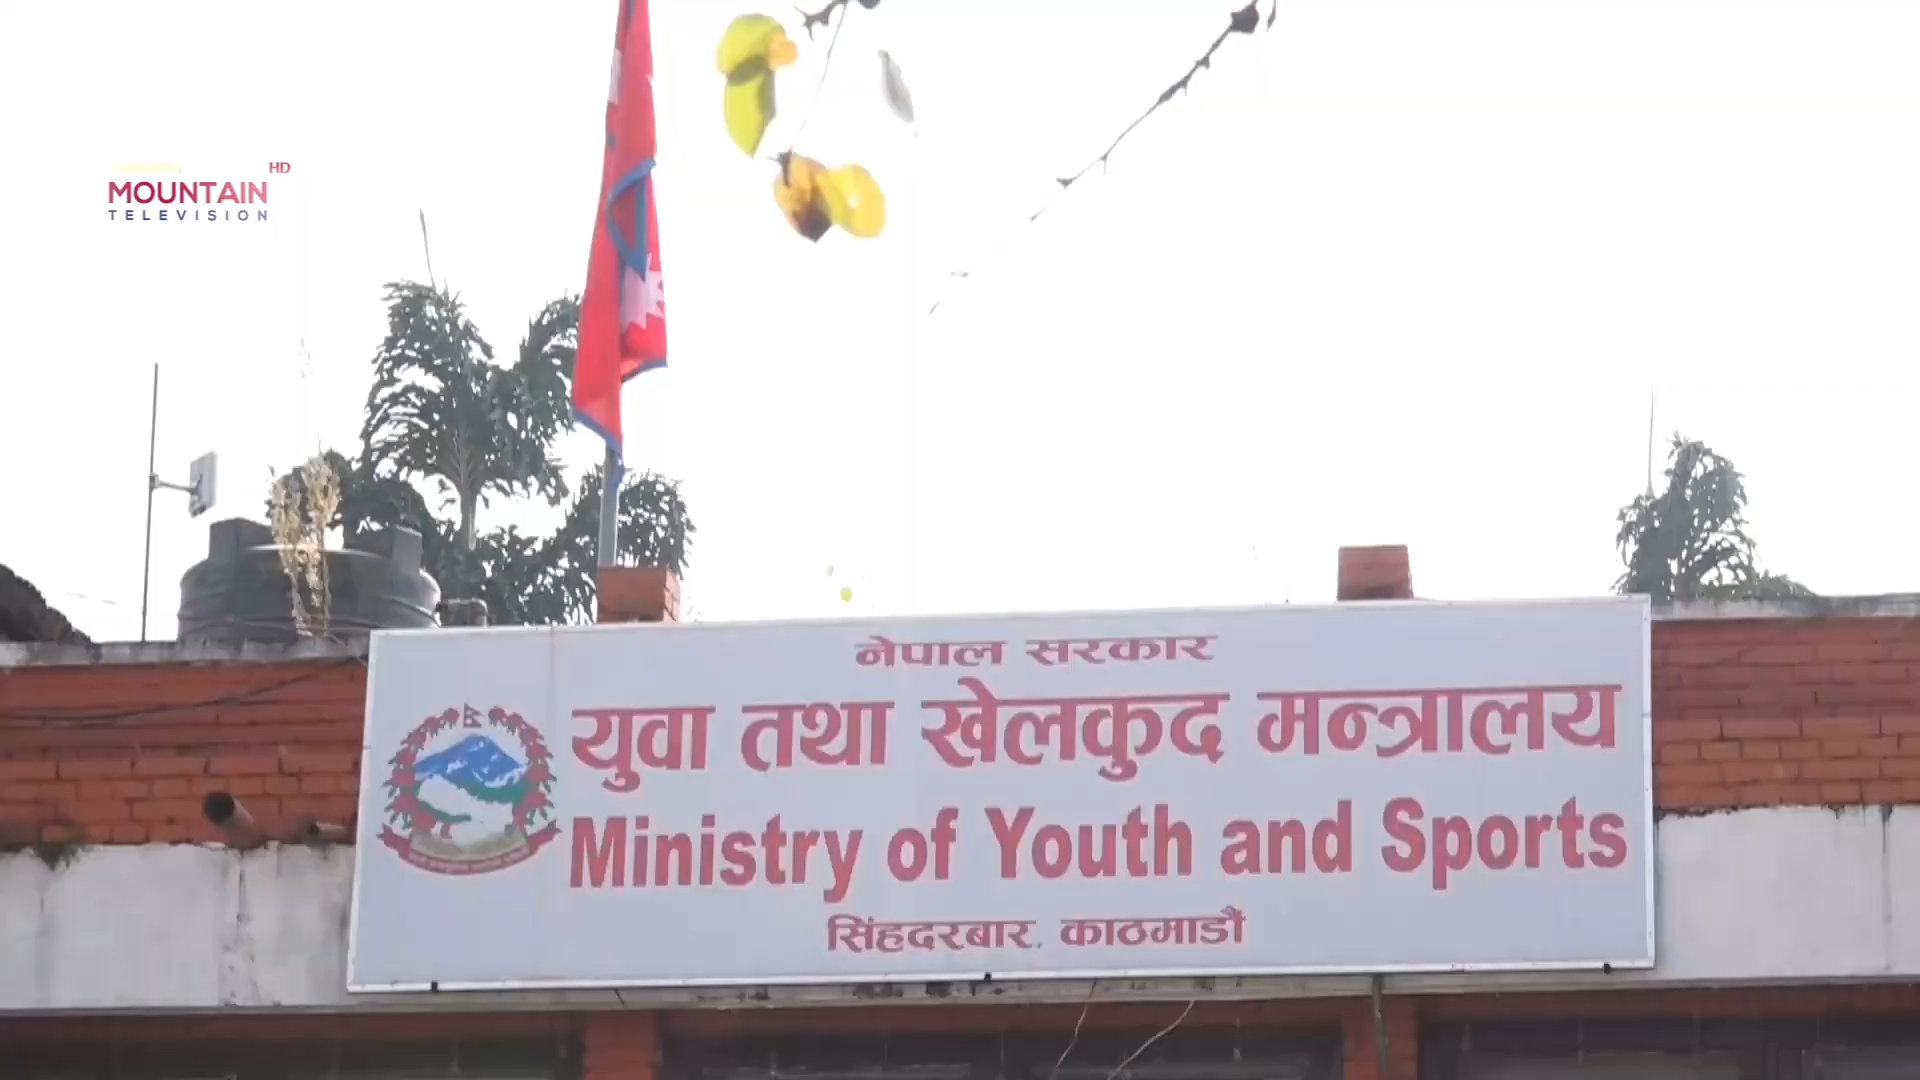 HD
MOUNTAIN
TELEVISION
नेपाल सरकार
युवा तथा खेलकुद मन्त्रालय
Ministry of Youth and Sports
सिंहदरबार, काठमाडौं